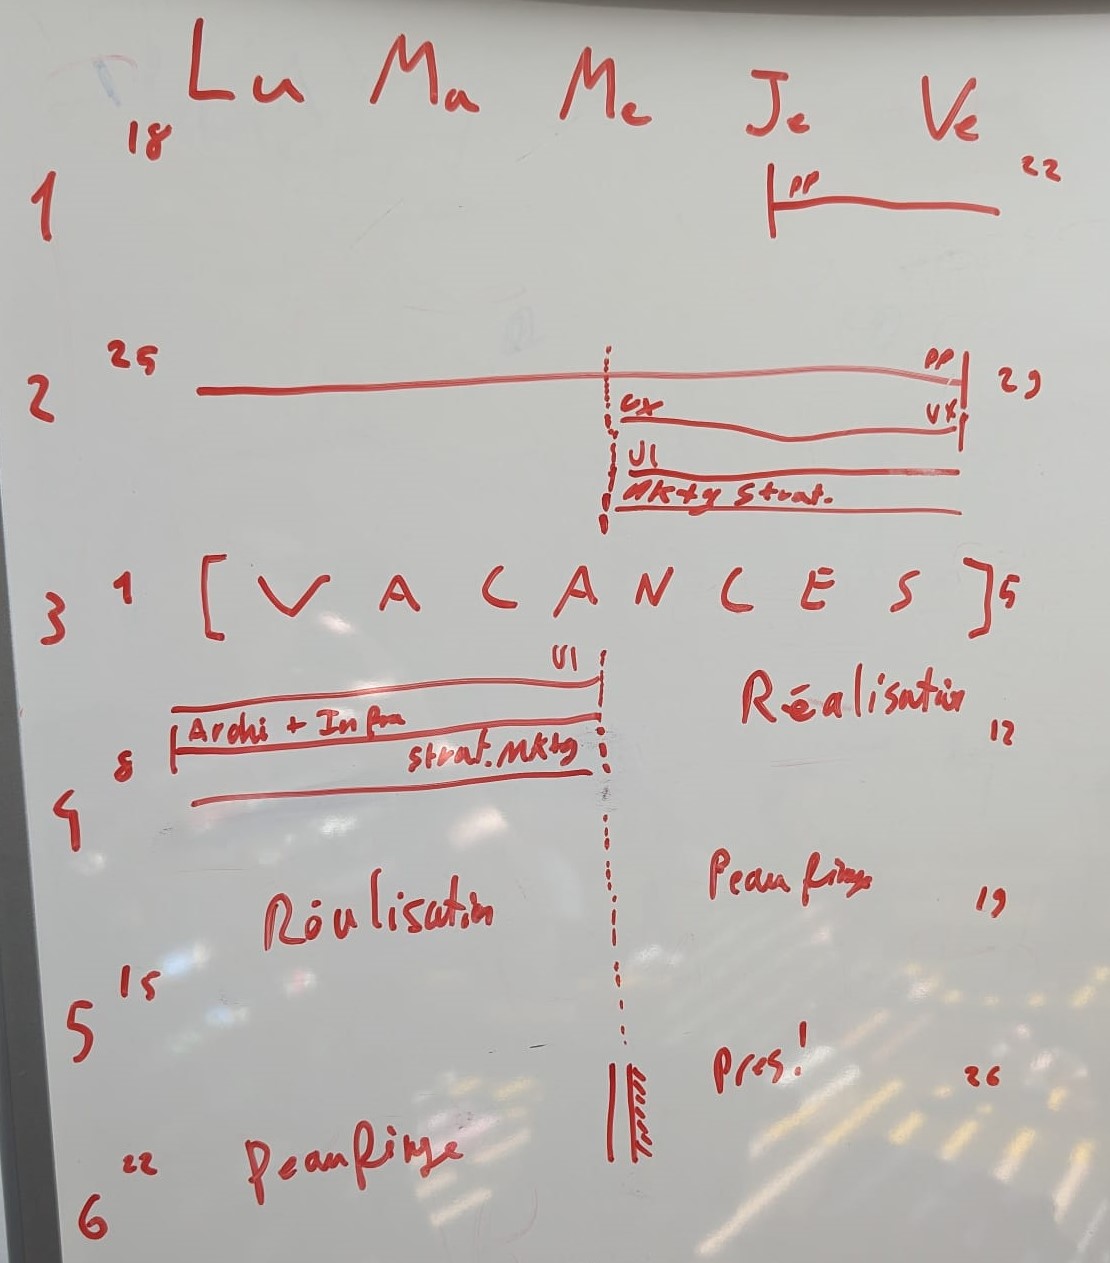 Lu Ma Me Je Ve
1 18 PP 22
2 25 PP 29
UX UX
UI
Mktg Strat.
3 1 [VACANCES] 5
UI
Archi + Infra Réalisation
4 8 Strat. Mktg 12
Réalisation Peaufinage 19
5 15
Pres! 26
6 22 Peaufinage